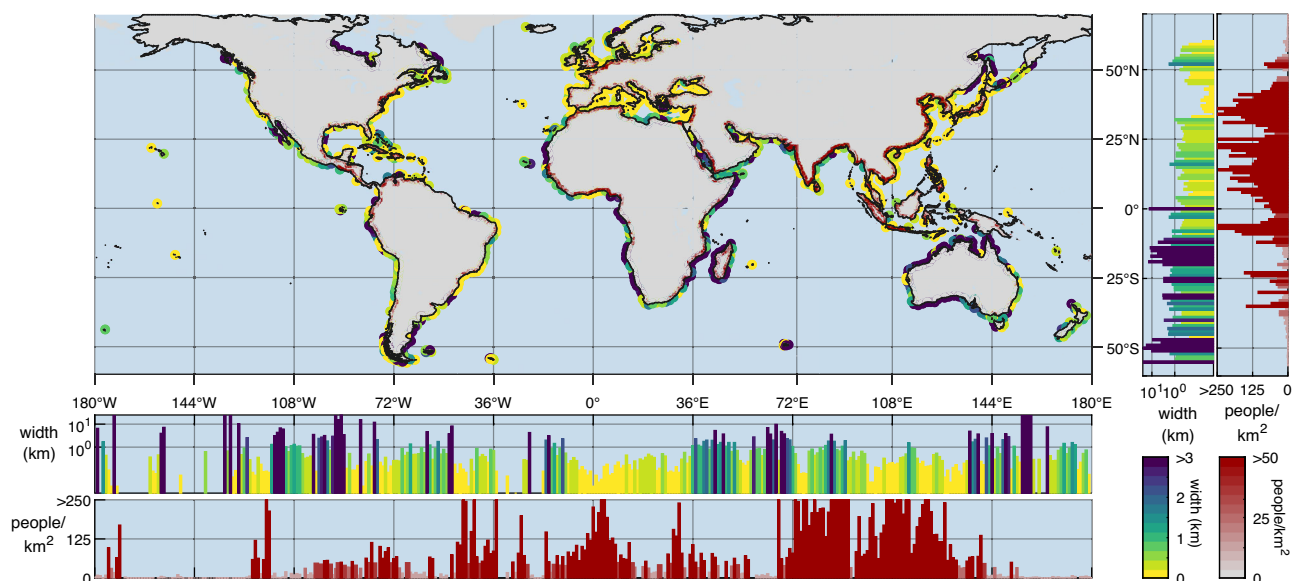 50°N
25°N
0°
25°S
50°S
180°W 144°W 108°W 72°W 36°W 0° 36°E 72°E 108°E 144°E 180°E
10¹10⁰ >250 125 0
width
(km)
people/
km²
width
(km)
10¹
10⁰
people/
km²
>250
125
0
>3
2
1
0
width (km)
>50
25
0
people/km²